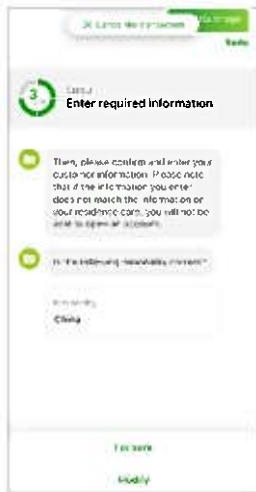 Redo
3
Enter required information
Then, please confirm and enter your
customer information. Please note
that if the information you enter
does not match the information on
your residence card, you will not be
able to open an account.
Is the following nationality correct?
Nationality
China
Modify